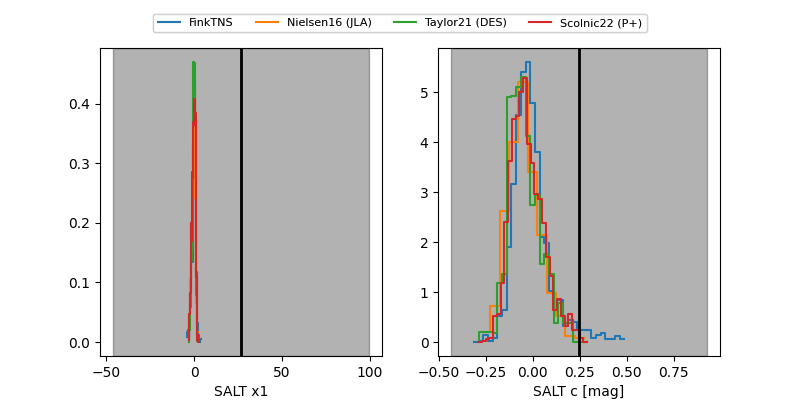 FinkTNS Nielsen16 (JLA) Taylor21 (DES) Scolnic22 (P+)
0.4
0.3
0.2
0.1
0.0
−50 0 50 100
SALT x1
5
4
3
2
1
0
−0.50 −0.25 0.00 0.25 0.50 0.75
SALT c [mag]